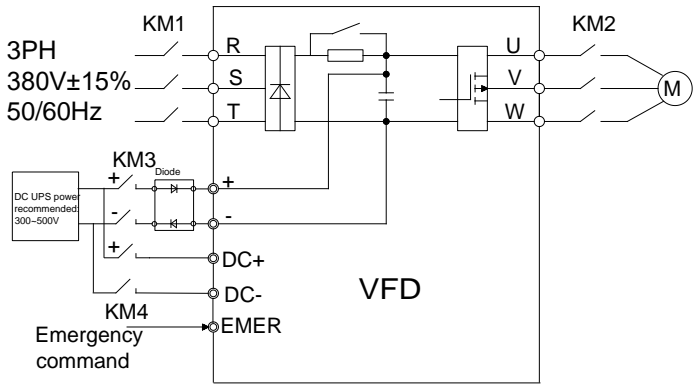 KM1
KM2
3PH
380V±15%
50/60Hz
R
S
T
U
V
W
M
KM3
Diode
DC UPS power
recommended:
300~500V
+
-
+
+
-
DC+
DC-
VFD
KM4
EMER
Emergency
command